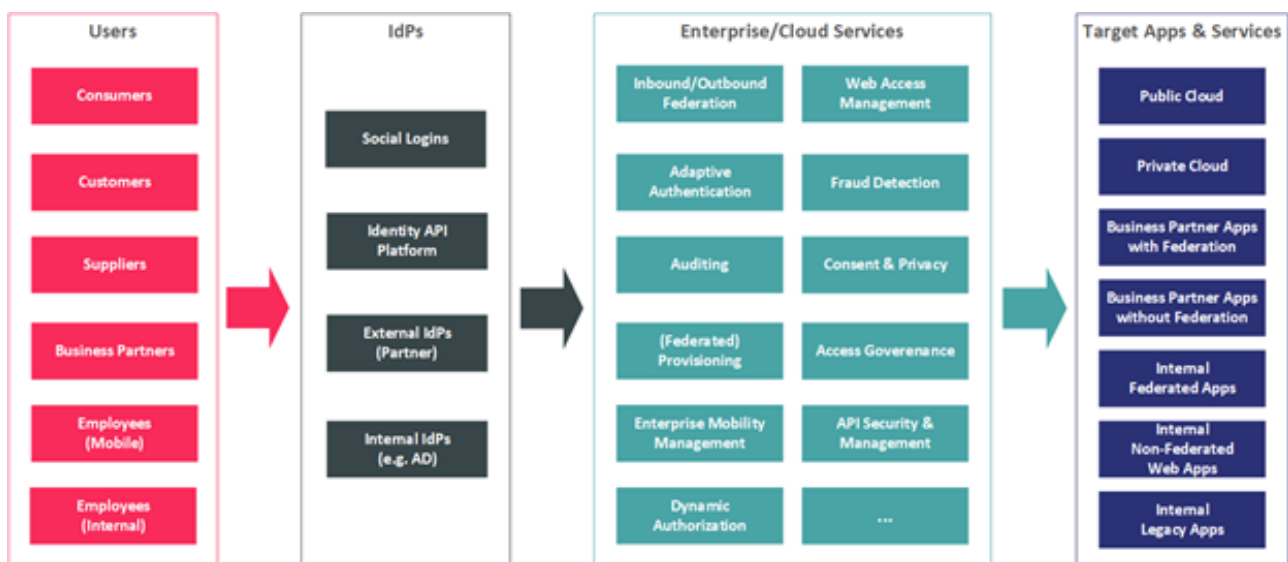 Users
Consumers
Customers
Suppliers
Business Partners
Employees
(Mobile)
Employees
(Internal)
IdPs
Social Logins
Identity API
Platform
External IdPs
(Partner)
Internal IdPs
(e.g. AD)
Enterprise/Cloud Services
Inbound/Outbound
Federation
Web Access
Management
Adaptive
Authentication
Fraud Detection
Auditing
Consent & Privacy
(Federated)
Provisioning
Access Goverenance
Enterprise Mobility
Management
API Security &
Management
Dynamic
Authorization
...
Target Apps & Services
Public Cloud
Private Cloud
Business Partner Apps
with Federation
Business Partner Apps
without Federation
Internal
Federated Apps
Internal
Non-Federated
Web Apps
Internal
Legacy Apps